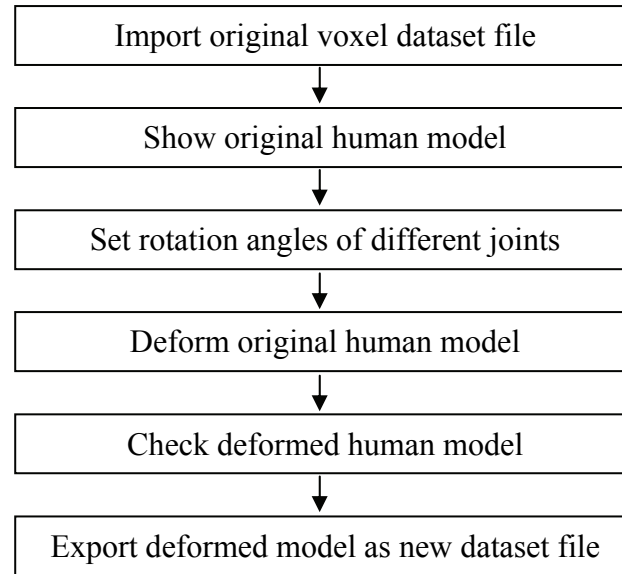 Import original voxel dataset file
Show original human model
Set rotation angles of different joints
Deform original human model
Check deformed human model
Export deformed model as new dataset file